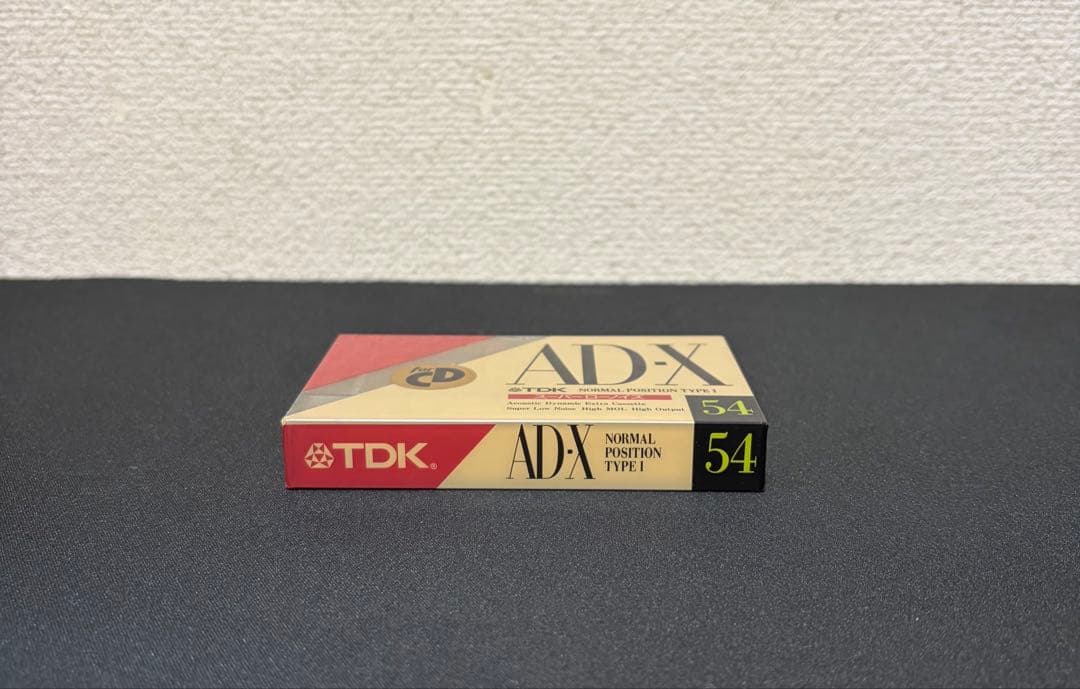 for
CD
AD·X
TDK NORMAL POSITION TYPE I
スーパーローノイズ
Acoustic Dynamic Extra Cassette
Super Low Noise High MOL High Output
54
TDK®
AD·X
NORMAL
POSITION
TYPE I
54